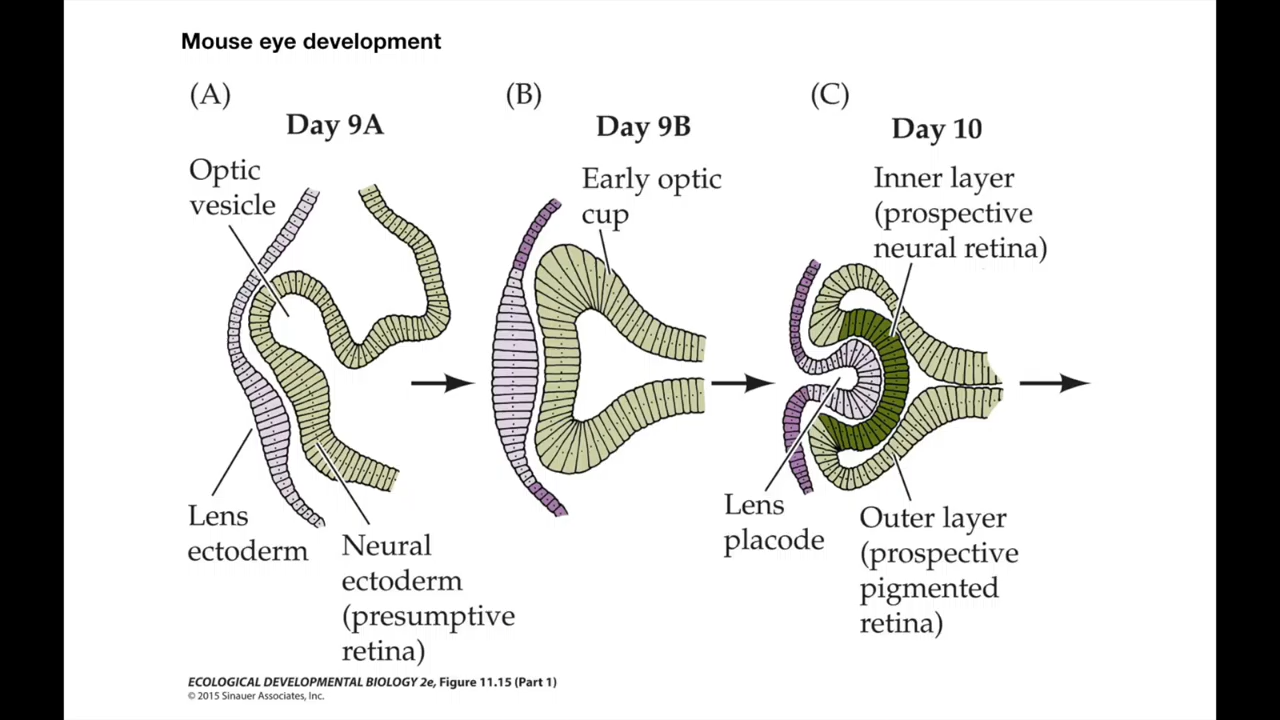 Mouse eye development
(A)
Day 9A
Optic
vesicle
Lens
ectoderm
Neural
ectoderm
(presumptive
retina)
(B)
Day 9B
Early optic
cup
(C)
Day 10
Inner layer
(prospective
neural retina)
Lens
placode
Outer layer
(prospective
pigmented
retina)
ECOLOGICAL DEVELOPMENTAL BIOLOGY 2e, Figure 11.15 (Part 1)
© 2015 Sinauer Associates, Inc.